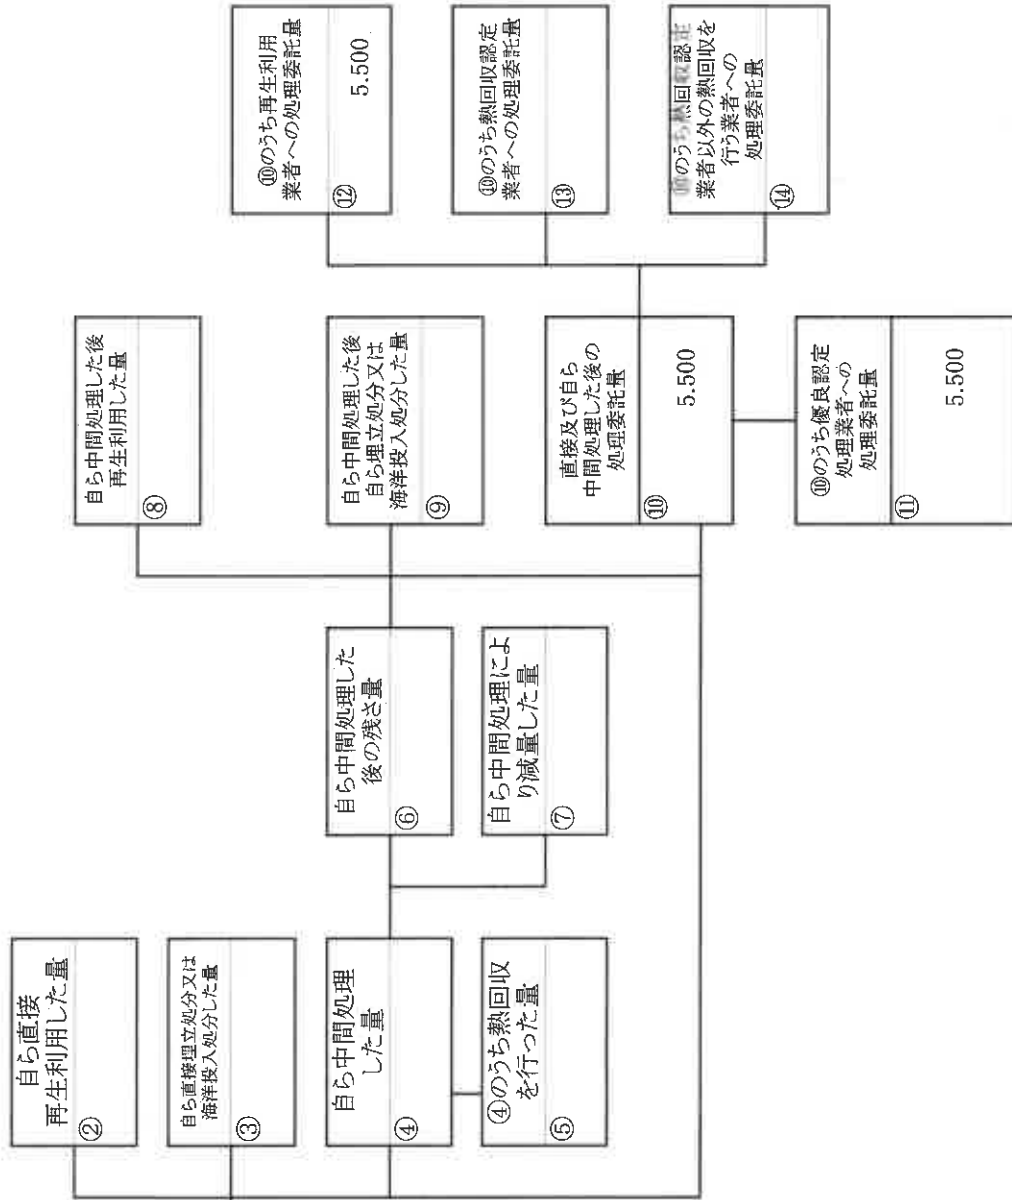 自ら直接
再生利用した量
②
自ら直接埋立処分又は
海洋投入処分した量
③
自ら中間処理
した量
④
④のうち熱回収
を行った量
⑤
自ら中間処理した
後の残さ量
⑥
自ら中間処理によ
り減量した量
⑦
自ら中間処理した後
再生利用した量
⑧
自ら中間処理した後
自ら埋立処分又は
海洋投入処分した量
⑨
直接及び自ら
中間処理した後の
処理委託量
⑩
5.500
⑩のうち優良認定
処理業者への
処理委託量
⑪
5.500
⑩のうち再生利用
業者への処理委託量
⑫
5.500
⑩のうち熱回収認定
業者への処理委託量
⑬
⑩のうち熱回収認定
業者以外の熱回収を
行う業者への
処理委託量
⑭